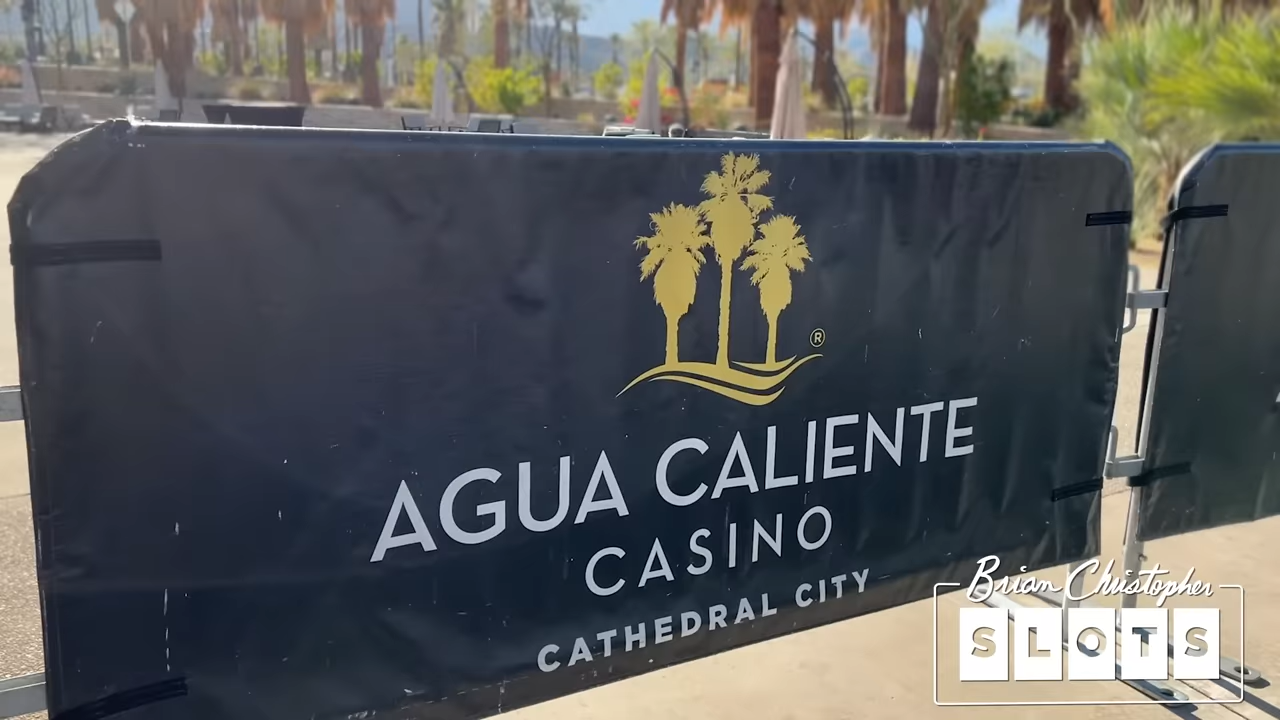 ®
AGUA CALIENTE
CASINO
CATHEDRAL CITY
Brian Christopher
SLOTS